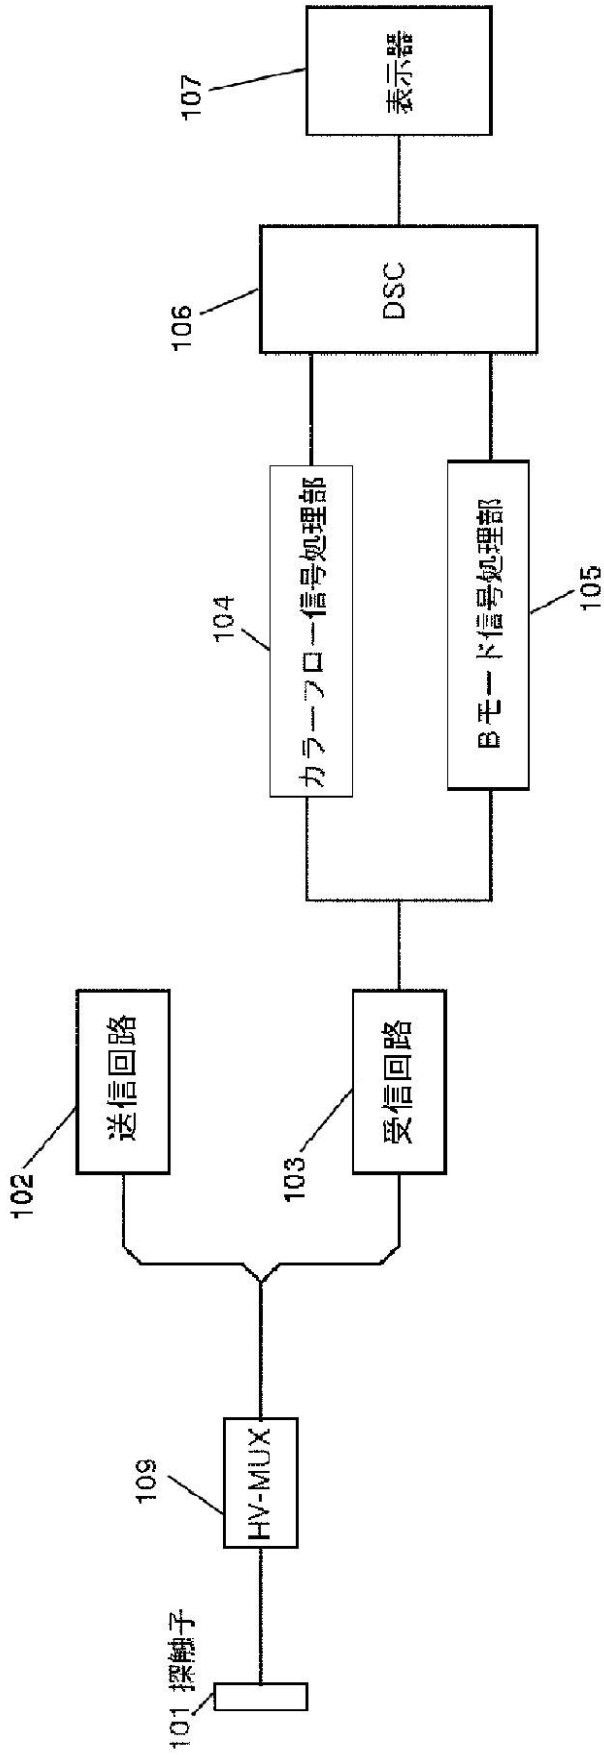 101 探触子
109
HV-MUX
102
送信回路
103
受信回路
104
カラーフロー信号処理部
105
Bモード信号処理部
106
DSC
107
表示器